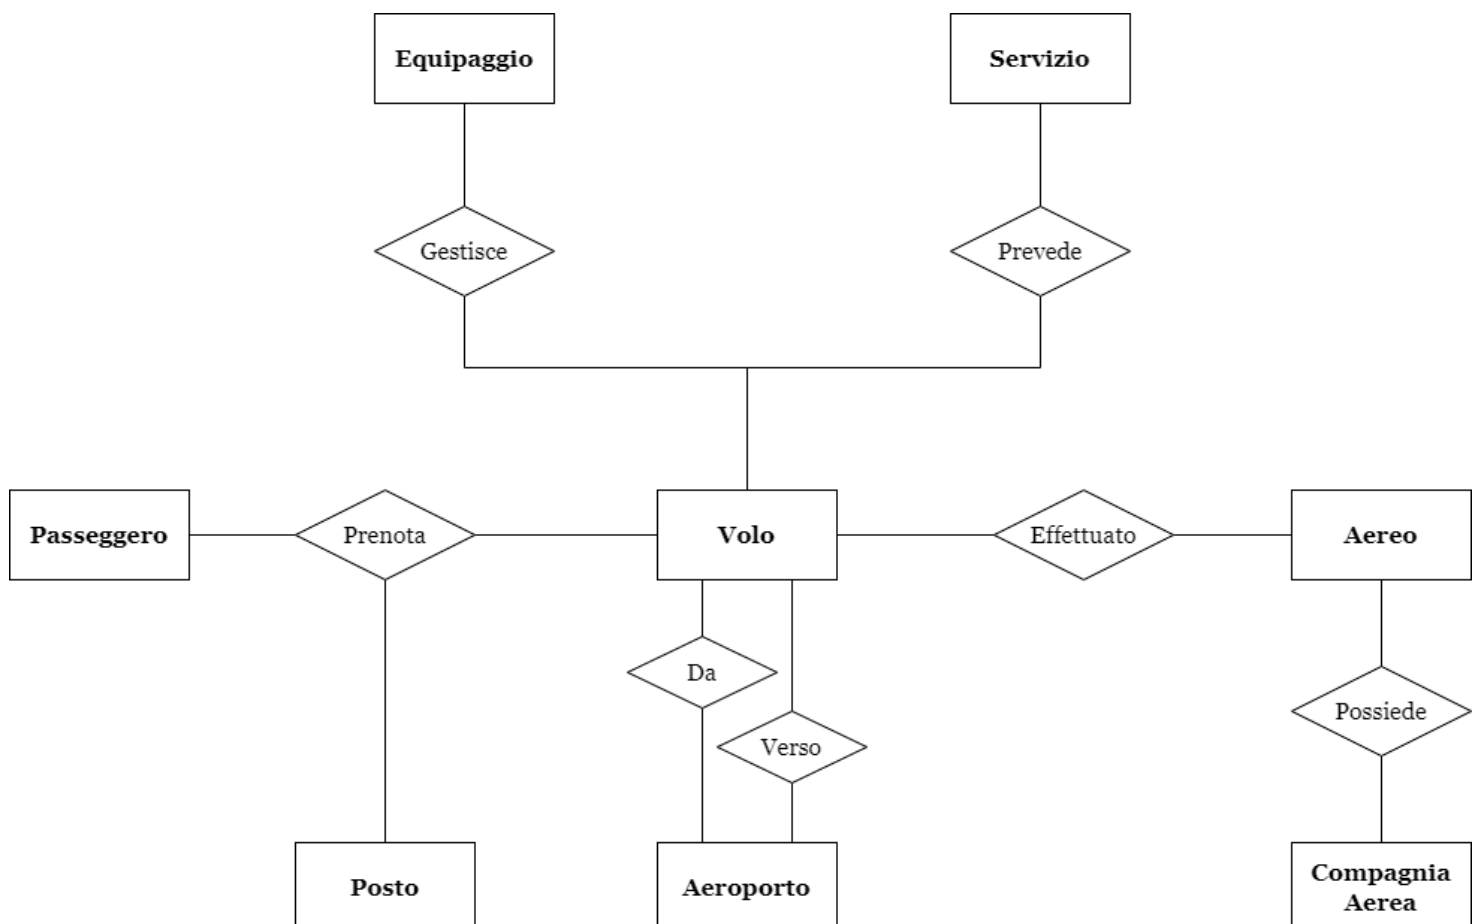 Equipaggio
Servizio
Gestisce
Prevede
Passeggero
Prenota
Volo
Effettuato
Aereo
Da
Possiede
Verso
Posto
Aeroporto
Compagnia
Aerea